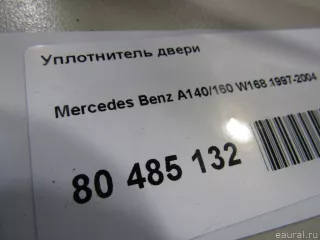 Уплотнитель двери
Mercedes Benz A140/160 W168 1997-2004
80 485 132
eaural.ru